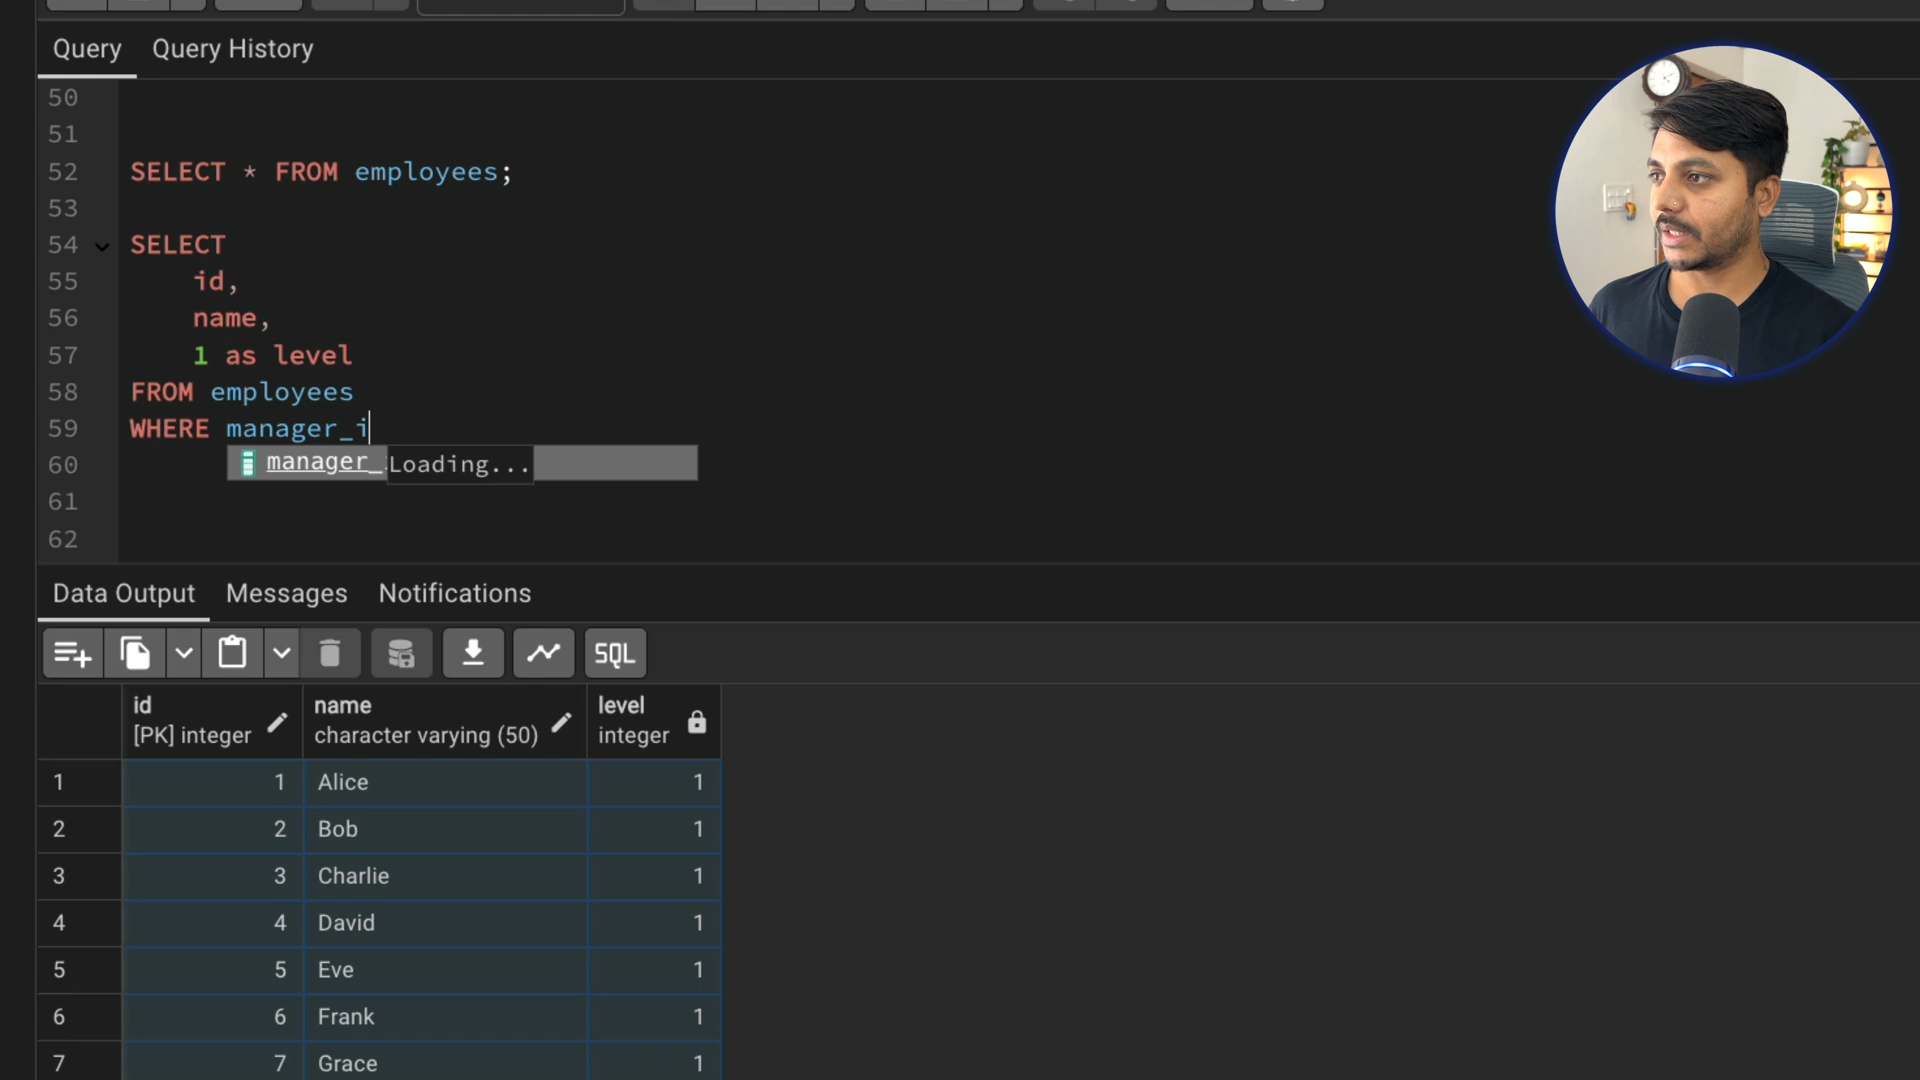 Query Query History
50
51
52 SELECT * FROM employees;
53
54 SELECT
55 id,
56 name,
57 1 as level
58 FROM employees
59 WHERE manager_i
60 manager_ Loading...
61
62
Data Output Messages Notifications
SQL
id name level
[PK] integer character varying (50) integer
1 1 Alice 1
2 2 Bob 1
3 3 Charlie 1
4 4 David 1
5 5 Eve 1
6 6 Frank 1
7 7 Grace 1